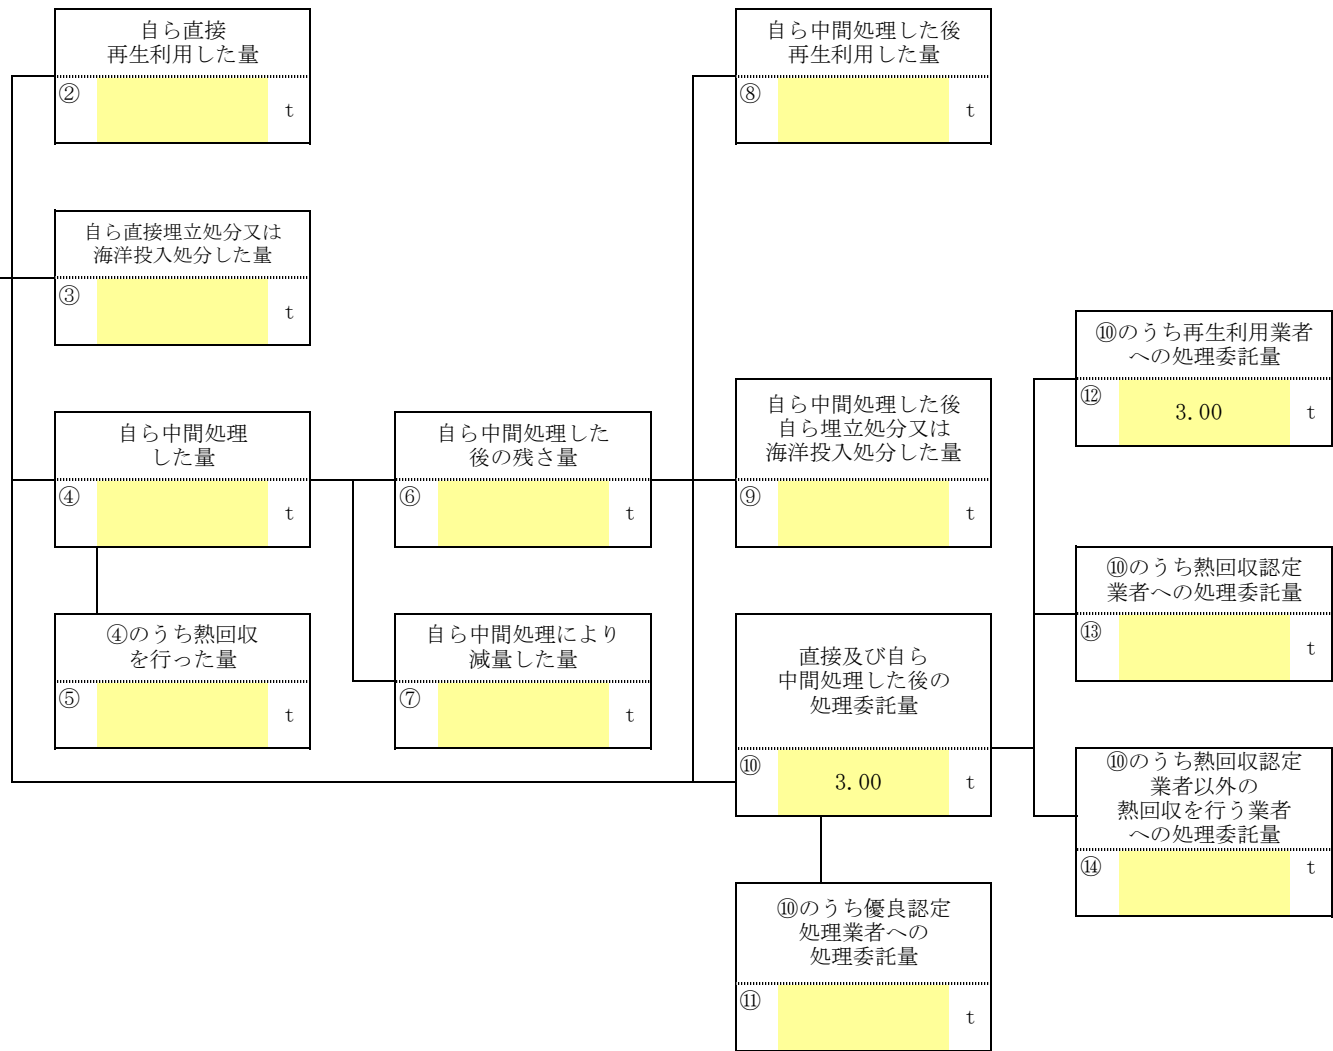 自ら直接
再生利用した量
②
t
自ら中間処理した後
再生利用した量
⑧
t
自ら直接埋立処分又は
海洋投入処分した量
③
t
⑩のうち再生利用業者
への処理委託量
⑫
3.00
t
自ら中間処理
した量
④
t
自ら中間処理した
後の残さ量
⑥
t
自ら中間処理した後
自ら埋立処分又は
海洋投入処分した量
⑨
t
⑩のうち熱回収認定
業者への処理委託量
⑬
t
④のうち熱回収
を行った量
⑤
t
自ら中間処理により
減量した量
⑦
t
直接及び自ら
中間処理した後の
処理委託量
⑩
3.00
t
⑩のうち熱回収認定
業者以外の
熱回収を行う業者
への処理委託量
⑭
t
⑩のうち優良認定
処理業者への
処理委託量
⑪
t